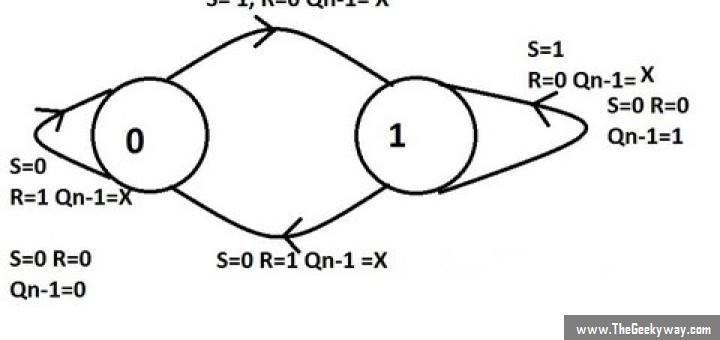 S= 1, R=0 Qn-1= X
S=1
R=0 Qn-1= X
S=0 R=0
Qn-1=1
0
1
S=0
R=1 Qn-1=X
S=0 R=0
Qn-1=0
S=0 R=1 Qn-1 =X
www.TheGeekyway.com